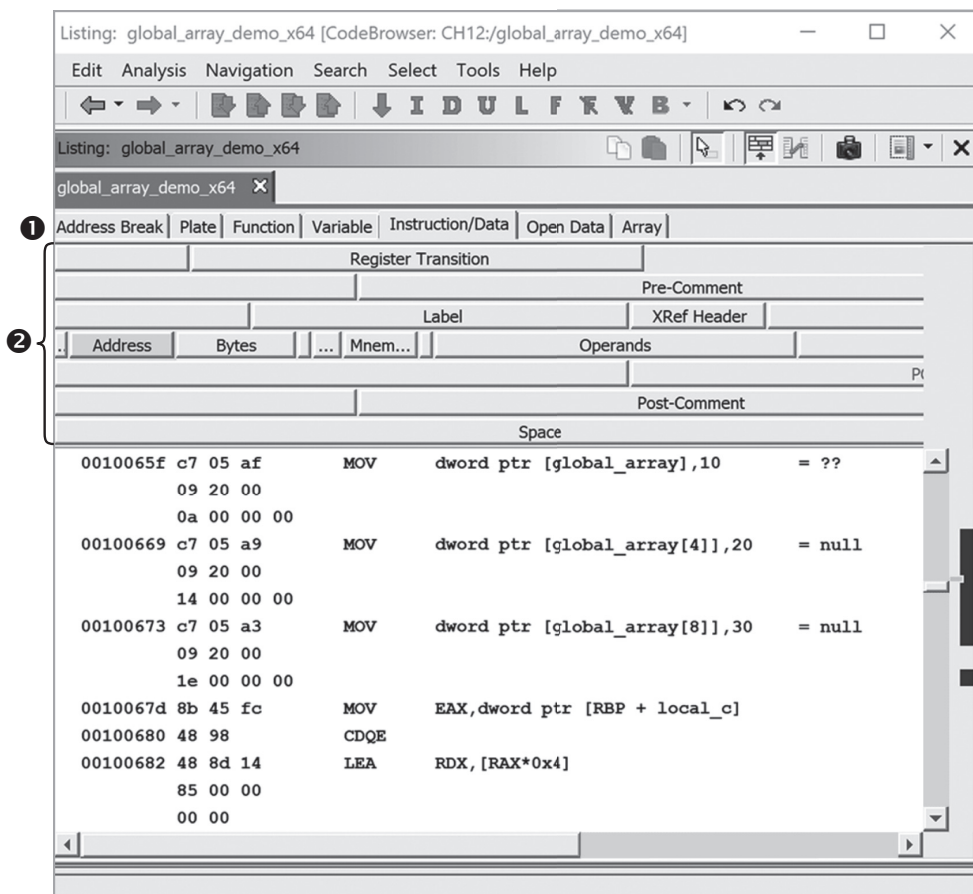 Listing: global_array_demo_x64 [CodeBrowser: CH12:/global_array_demo_x64]
Edit Analysis Navigation Search Select Tools Help
I D U L F R V B
Listing: global_array_demo_x64
global_array_demo_x64
❶ Address Break Plate Function Variable Instruction/Data Open Data Array
Register Transition
Pre-Comment
Label XRef Header
❷ .. Address Bytes ... Mnem... Operands
Post-Comment
Space
0010065f c7 05 af MOV dword ptr [global_array],10 = ??
09 20 00
0a 00 00 00
00100669 c7 05 a9 MOV dword ptr [global_array[4]],20 = null
09 20 00
14 00 00 00
00100673 c7 05 a3 MOV dword ptr [global_array[8]],30 = null
09 20 00
1e 00 00 00
0010067d 8b 45 fc MOV EAX,dword ptr [RBP + local_c]
00100680 48 98 CDQE
00100682 48 8d 14 LEA RDX,[RAX*0x4]
85 00 00
00 00